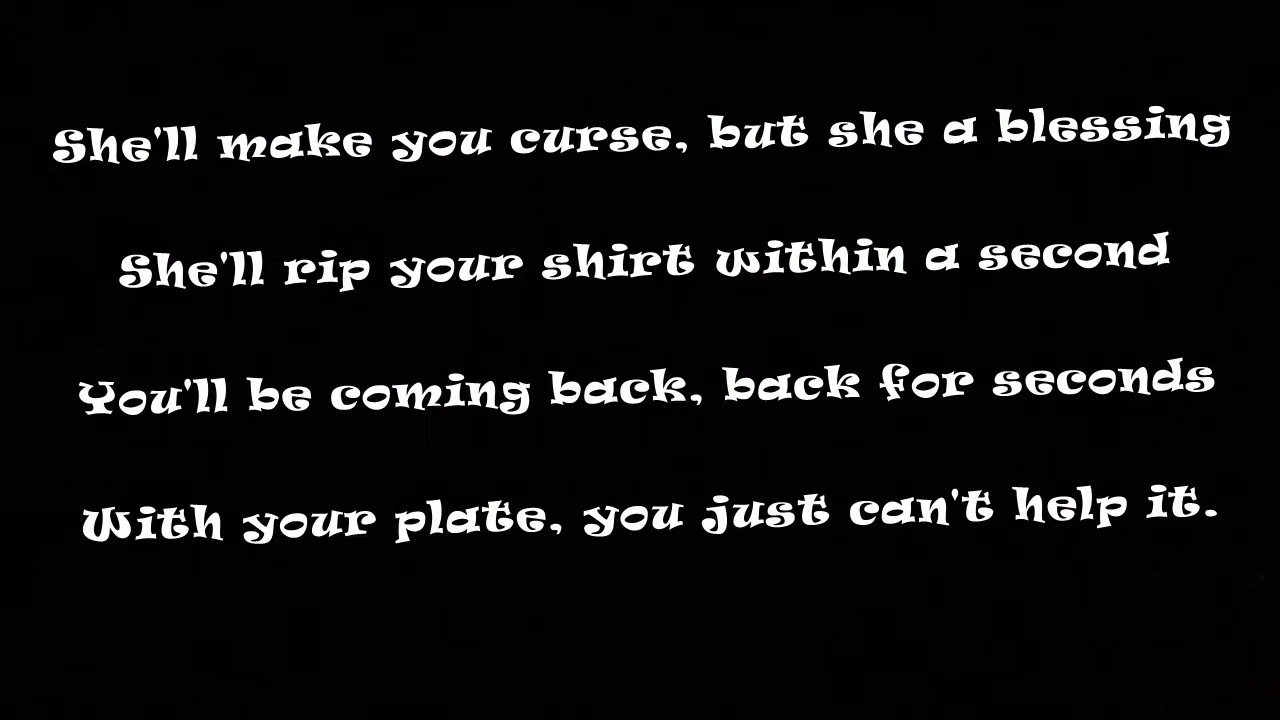 She'll make you curse, but she a blessing
She'll rip your shirt within a second
You'll be coming back, back for seconds
With your plate, you just can't help it.